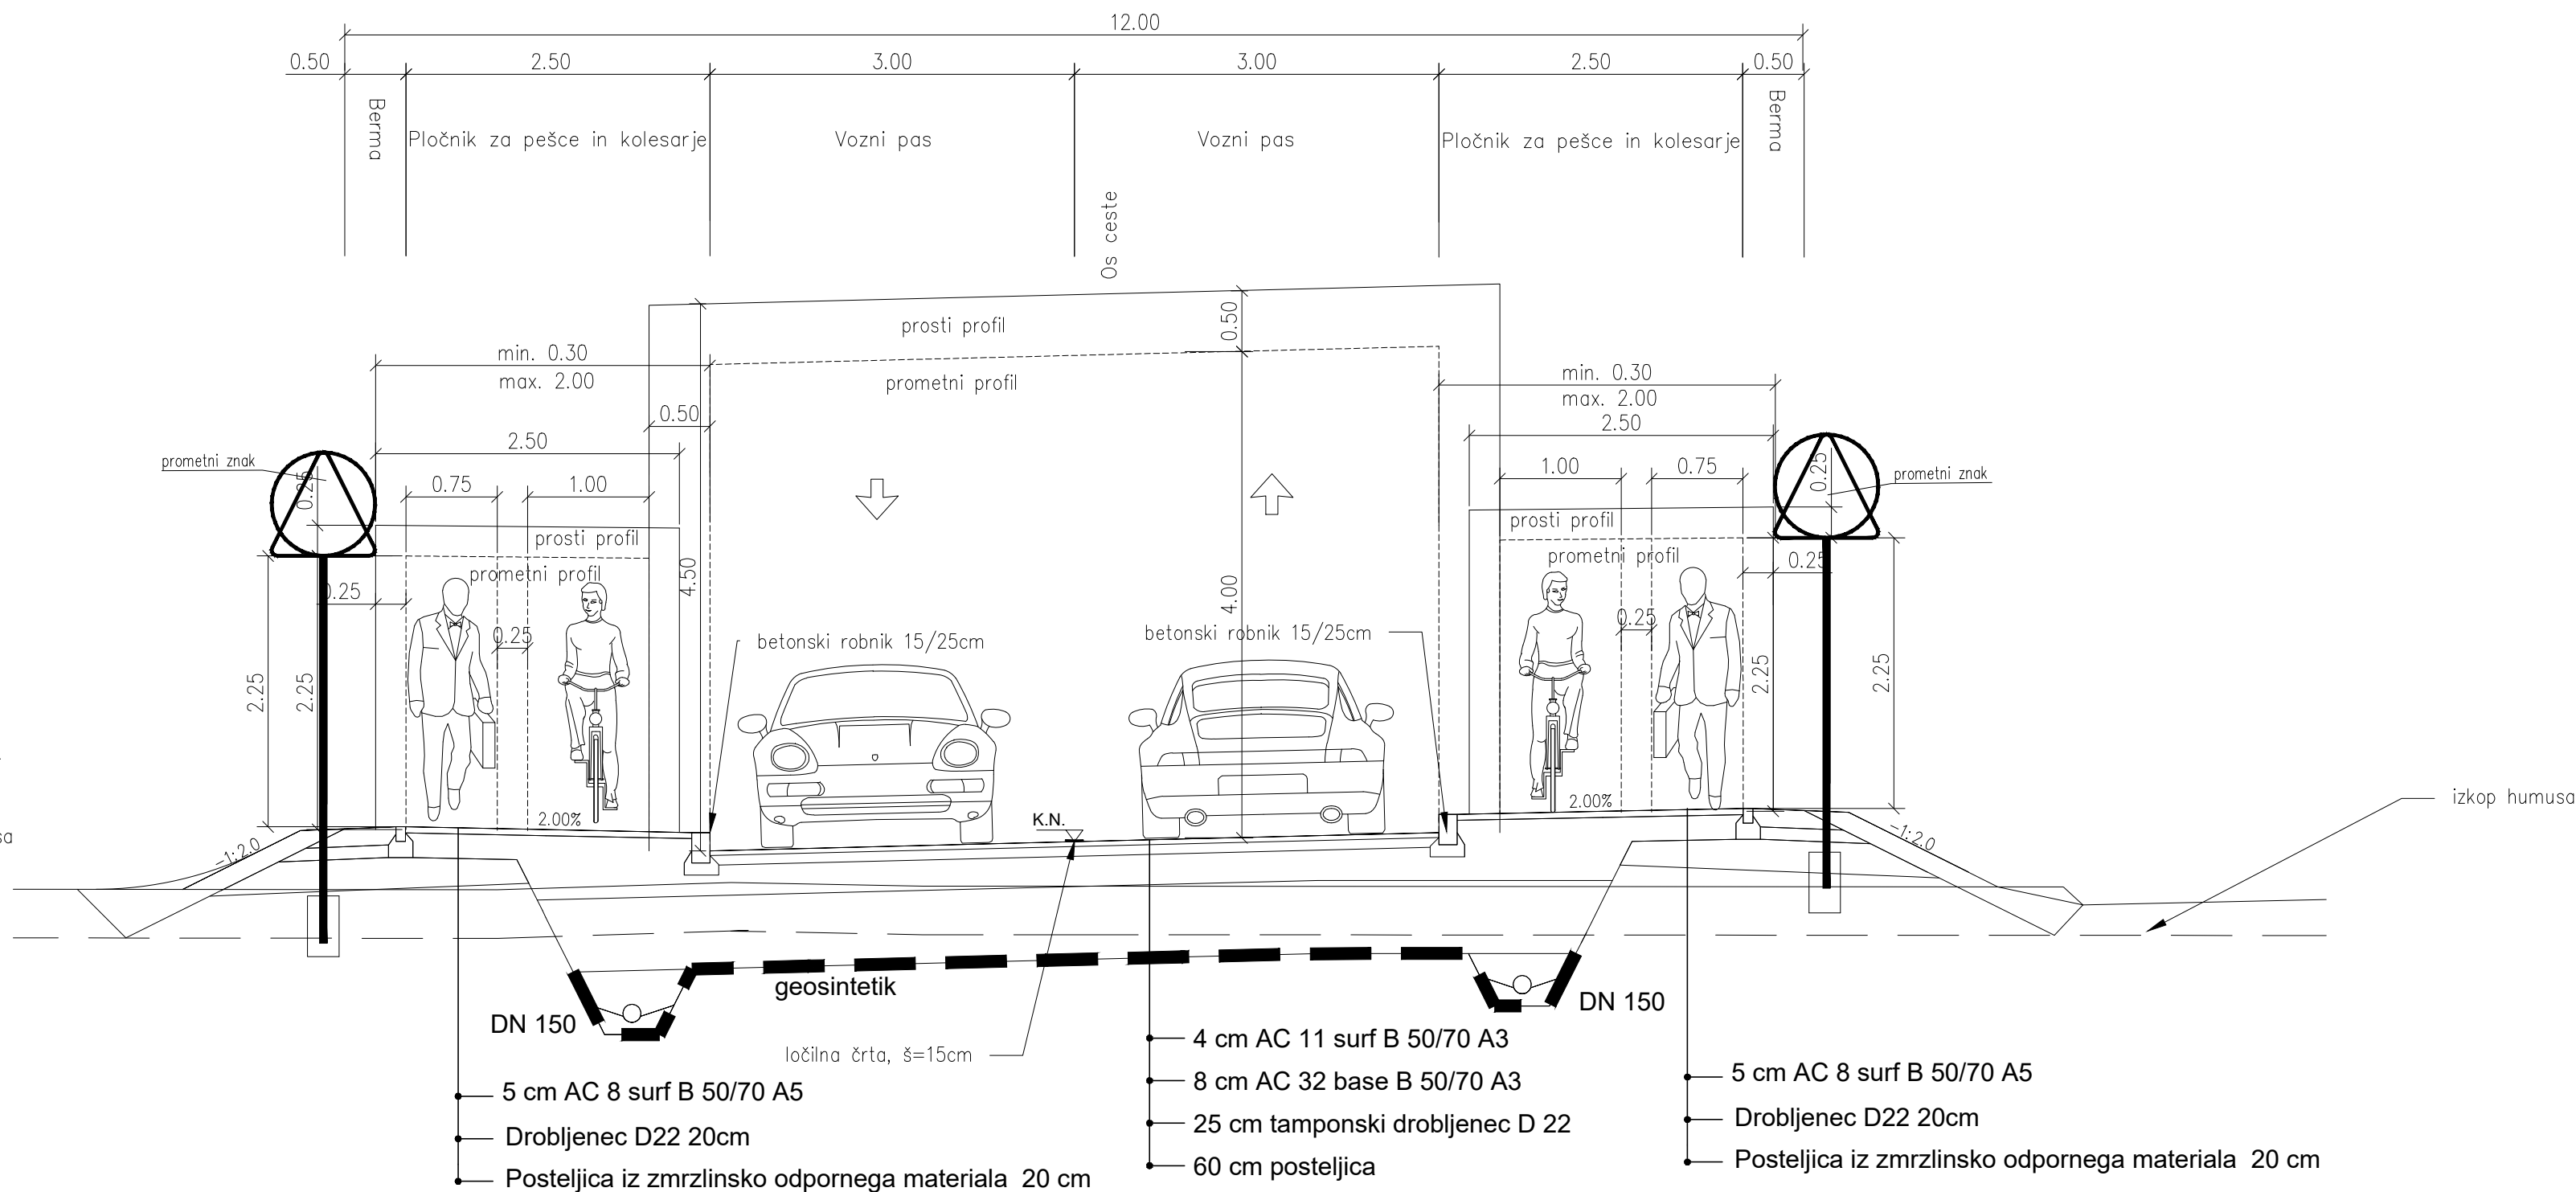 12.00
0.50 2.50 3.00 3.00 2.50 0.50
Berma
Pločnik za pešce in kolesarje
Vozni pas
Vozni pas
Pločnik za pešce in kolesarje
Berma
Os ceste
prosti profil
0.50
prometni profil
min. 0.30
max. 2.00
0.50
2.50
0.75 1.00
prometni znak
0.25
prosti profil
prometni profil
0.25
0.25
2.25
2.25
4.50
4.00
2.00%
betonski robnik 15/25cm
betonski robnik 15/25cm
min. 0.30
max. 2.00
2.50
1.00 0.75
0.25
prometni znak
prosti profil
prometni profil
0.25
0.25
2.25
2.25
2.00%
K.N.
-1:2.0
-1:2.0
izkop humusa
sa
geosintetik
DN 150
DN 150
ločilna črta, š=15cm
5 cm AC 8 surf B 50/70 A5
Drobljenec D22 20cm
Posteljica iz zmrzlinsko odpornega materiala 20 cm
4 cm AC 11 surf B 50/70 A3
8 cm AC 32 base B 50/70 A3
25 cm tamponski drobljenec D 22
60 cm posteljica
5 cm AC 8 surf B 50/70 A5
Drobljenec D22 20cm
Posteljica iz zmrzlinsko odpornega materiala 20 cm